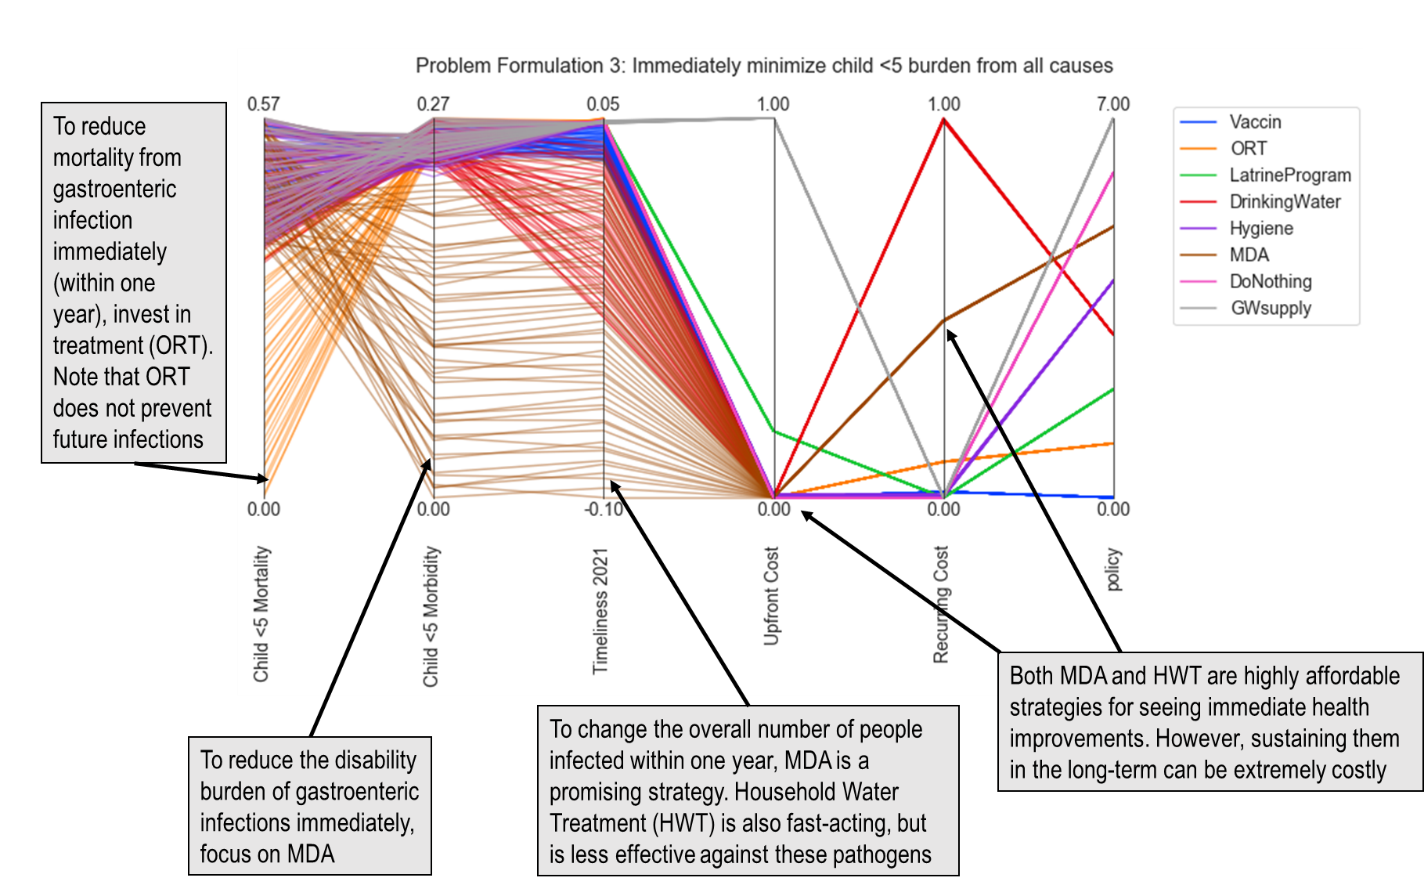 Problem Formulation 3: Immediately minimize child <5 burden from all causes
0.57
0.27
0.05
1.00
1.00
7.00
To reduce
mortality from
gastroenteric
infection
immediately
(within one
year), invest in
treatment (ORT).
Note that ORT
does not prevent
future infections
Vaccin
ORT
LatrineProgram
DrinkingWater
Hygiene
MDA
DoNothing
GWsupply
0.00
0.00
-0.10
0.00
0.00
0.00
Child <5 Mortality
Child <5 Morbidity
Timeliness 2021
Upfront Cost
Recurring Cost
policy
To reduce the disability
burden of gastroenteric
infections immediately,
focus on MDA
To change the overall number of people
infected within one year, MDA is a
promising strategy. Household Water
Treatment (HWT) is also fast-acting, but
is less effective against these pathogens
Both MDA and HWT are highly affordable
strategies for seeing immediate health
improvements. However, sustaining them
in the long-term can be extremely costly